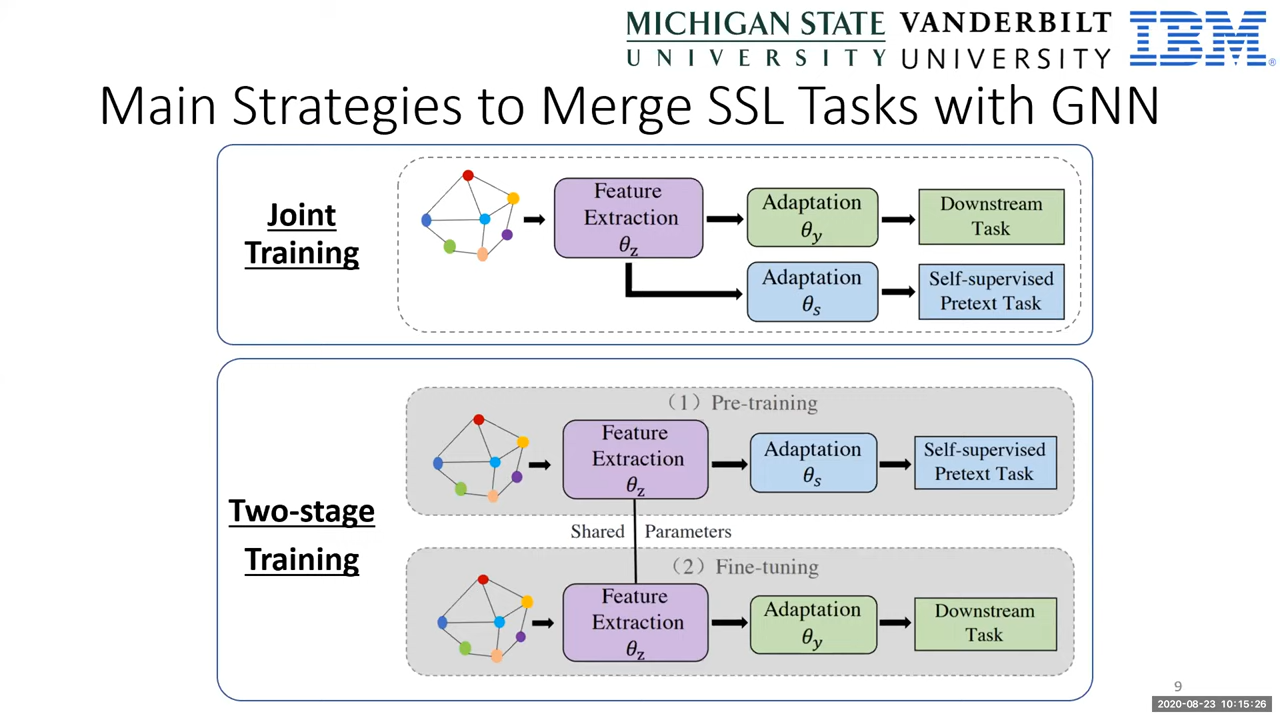 MICHIGAN STATE
UNIVERSITY
VANDERBILT
UNIVERSITY
IBM®
Main Strategies to Merge SSL Tasks with GNN
Joint
Training
Feature
Extraction
θz
Adaptation
θy
Downstream
Task
Adaptation
θs
Self-supervised
Pretext Task
Two-stage
Training
（1）Pre-training
Feature
Extraction
θz
Adaptation
θs
Self-supervised
Pretext Task
Shared Parameters
（2）Fine-tuning
Feature
Extraction
θz
Adaptation
θy
Downstream
Task
9
2020-08-23 10:15:26